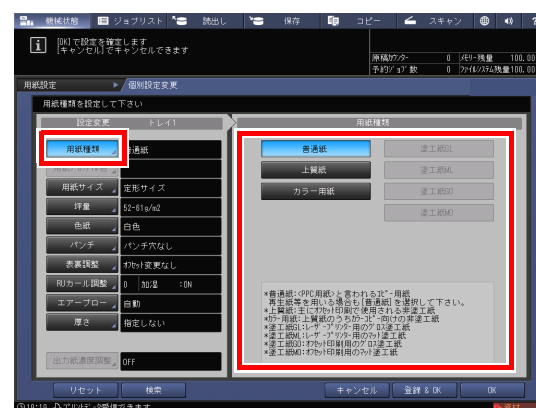 機械状態 ジョブリスト 読出し 保存 コピー スキャン
[OK]で設定を確定します
[キャンセル]でキャンセルできます
原稿カウンター 0 メモリー残量 100.00
予約ジョブ数 0 ファイルシステム残量100.00
用紙設定 個別設定変更
用紙種類を設定して下さい
設定変更 トレイ1 用紙種類
用紙種類 普通紙 普通紙 塗工紙GL
上質紙 塗工紙ML
用紙サイズ 定形サイズ カラー用紙 塗工紙GO
坪量 52-61g/m2 塗工紙MO
色紙 白色
パンチ パンチ穴なし
表裏調整 オフセット変更なし
RUカール調整 0 加湿 :ON
エアーブロー 自動
厚さ 指定しない
出力紙濃度調整 OFF
*普通紙:<PPC用紙>と言われるコピー用紙
再生紙等を用いる場合も[普通紙]を選択して下さい。
*上質紙:主にオフセット印刷で使用される非塗工紙
*カラー用紙:上質紙のうちカラーコピー向けの非塗工紙
*塗工紙GL:レーザープリンター用のグロス塗工紙
*塗工紙ML:レーザープリンター用のマット塗工紙
*塗工紙GO:オフセット印刷用のグロス塗工紙
*塗工紙MO:オフセット印刷用のマット塗工紙
リセット 検索 キャンセル 登録 & OK OK